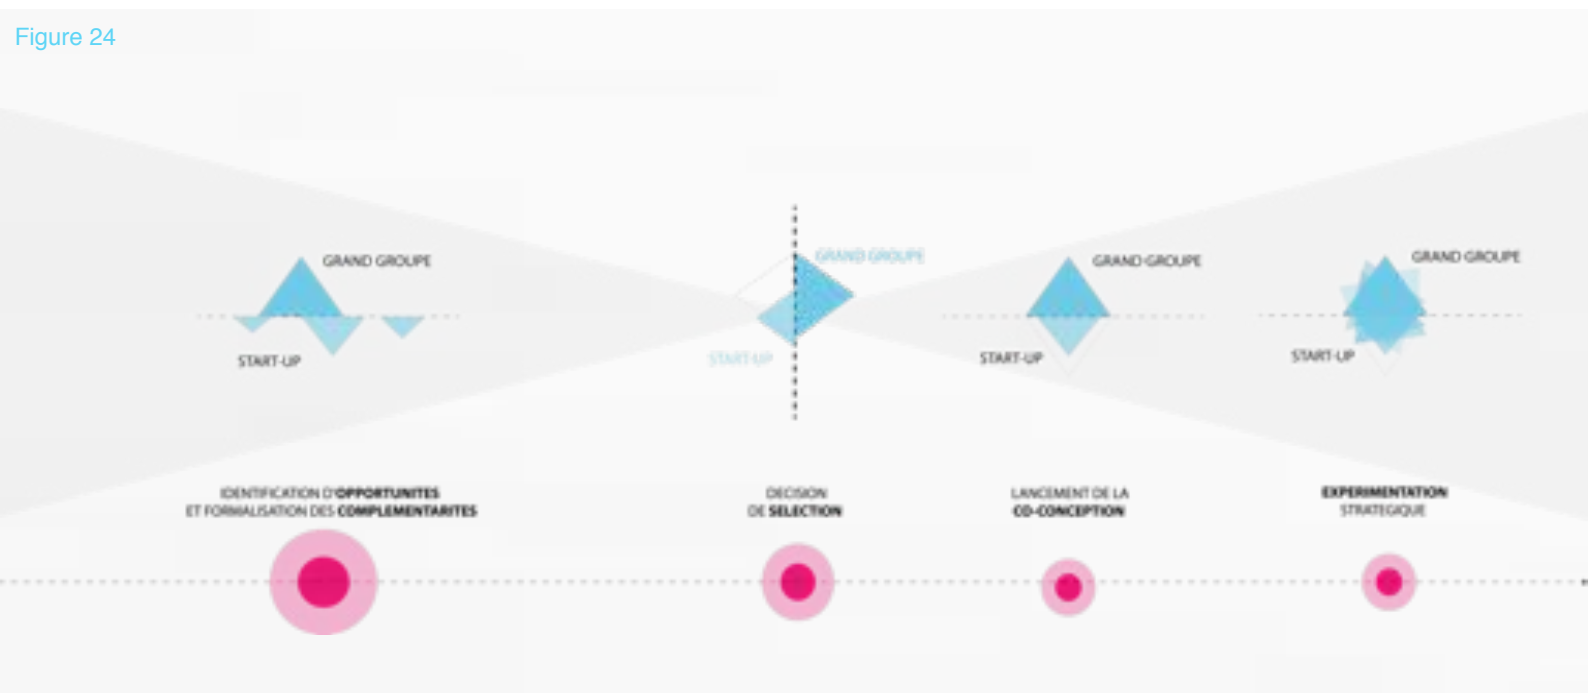 Figure 24
GRAND GROUPE
START-UP
GRAND GROUPE
START-UP
GRAND GROUPE
START-UP
GRAND GROUPE
START-UP
IDENTIFICATION D'OPPORTUNITES
ET FORMALISATION DES COMPLEMENTARITES
DECISION
DE SELECTION
LANCEMENT DE LA
CO-CONCEPTION
EXPERIMENTATION
STRATEGIQUE